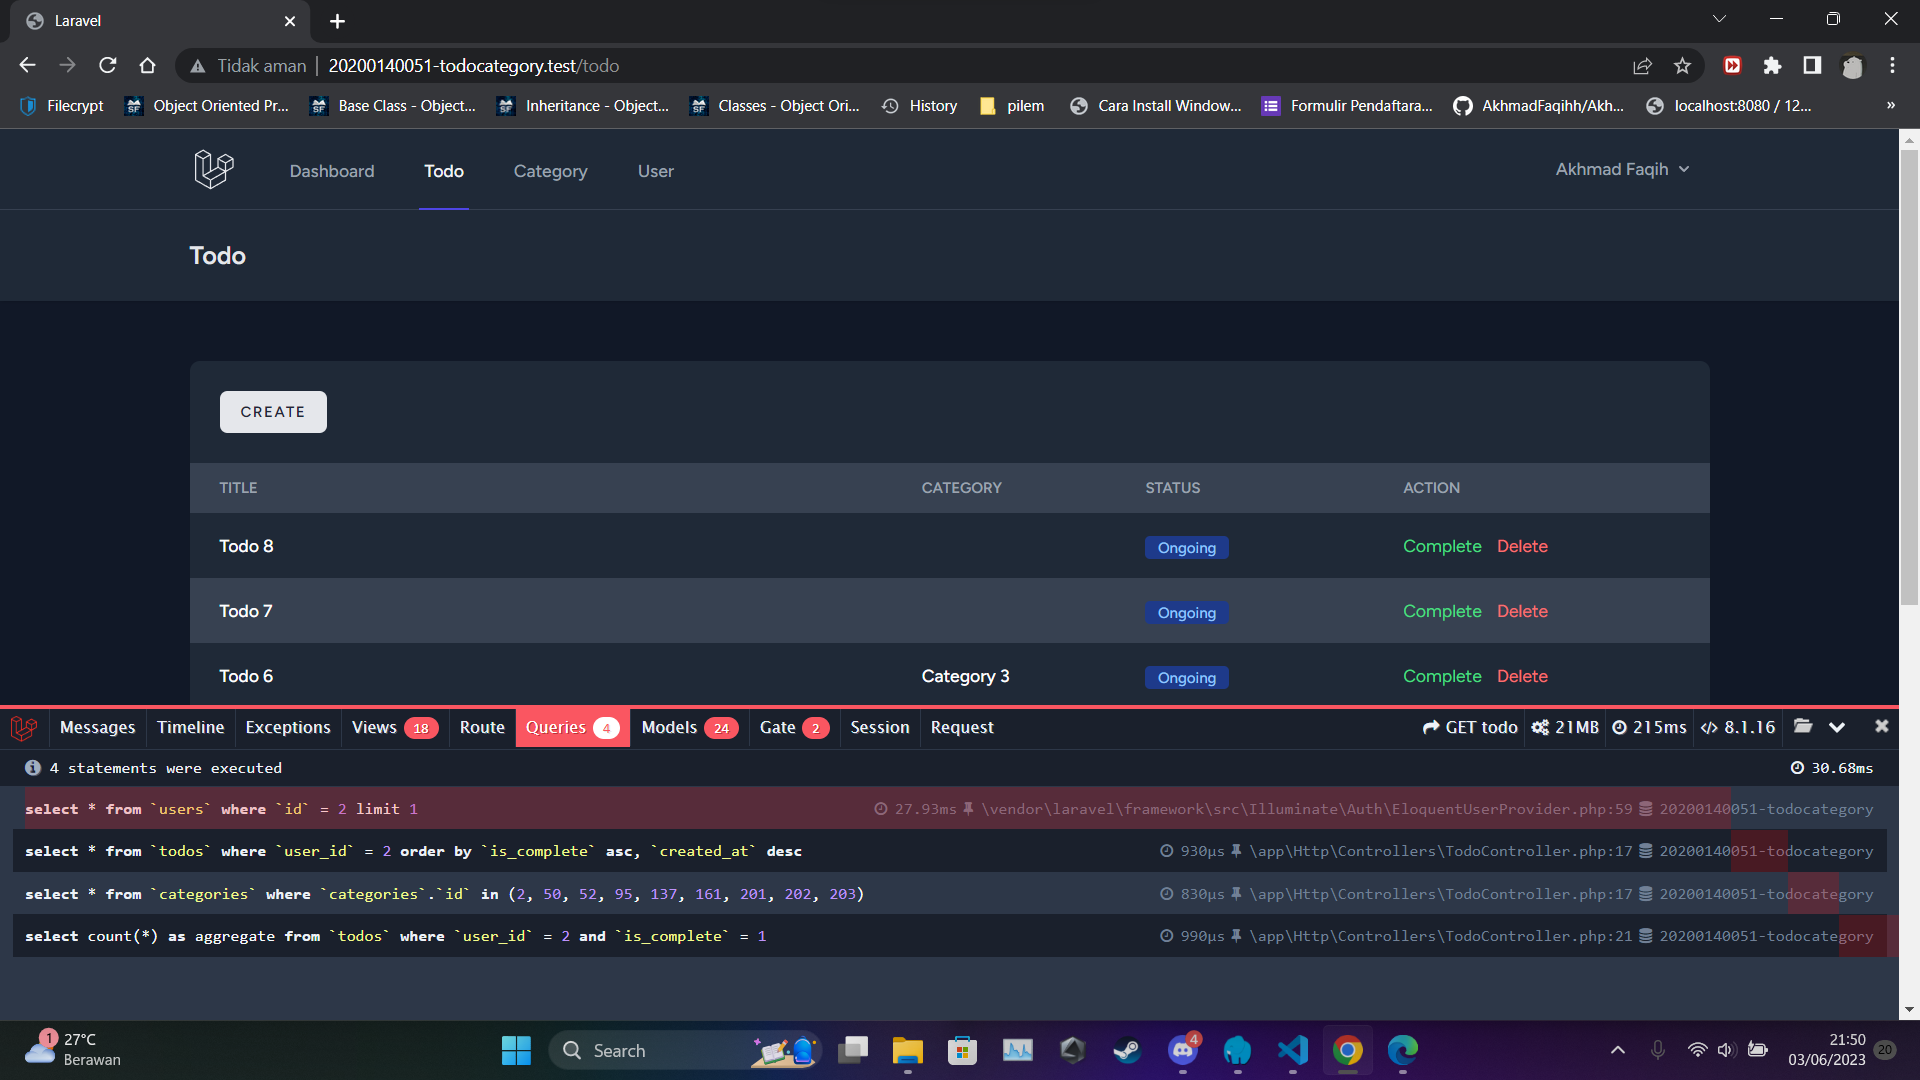 Laravel
Tidak aman 20200140051-todocategory.test/todo
Filecrypt Object Oriented Pr... Base Class - Object... Inheritance - Object... Classes - Object Ori... History pilem Cara Install Window... Formulir Pendaftara... AkhmadFaqihh/Akh... localhost:8080 / 12... »
Dashboard Todo Category User Akhmad Faqih
Todo
CREATE
TITLE CATEGORY STATUS ACTION
Todo 8 Ongoing Complete Delete
Todo 7 Ongoing Complete Delete
Todo 6 Category 3 Ongoing Complete Delete
Messages Timeline Exceptions Views 18 Route Queries 4 Models 24 Gate 2 Session Request GET todo 21MB 215ms </> 8.1.16
4 statements were executed 30.68ms
select * from `users` where `id` = 2 limit 1 27.93ms \vendor\laravel\framework\src\Illuminate\Auth\EloquentUserProvider.php:59 20200140051-todocategory
select * from `todos` where `user_id` = 2 order by `is_complete` asc, `created_at` desc 930μs \app\Http\Controllers\TodoController.php:17 20200140051-todocategory
select * from `categories` where `categories`.`id` in (2, 50, 52, 95, 137, 161, 201, 202, 203) 830μs \app\Http\Controllers\TodoController.php:17 20200140051-todocategory
select count(*) as aggregate from `todos` where `user_id` = 2 and `is_complete` = 1 990μs \app\Http\Controllers\TodoController.php:21 20200140051-todocategory
1 27°C
Berawan
Search
4
21:50
03/06/2023
20